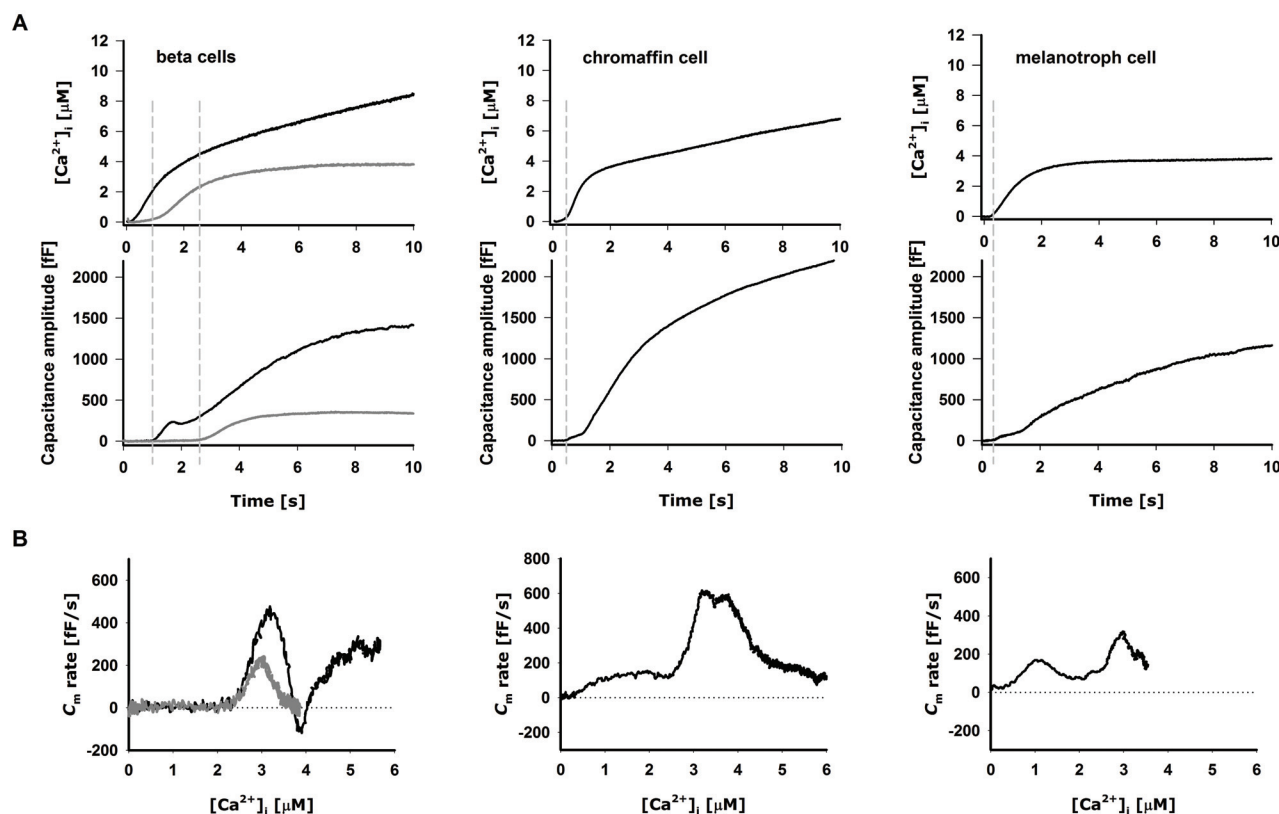 A
beta cells
chromaffin cell
melanotroph cell
[Ca²⁺]ᵢ [μM]
12
10
8
6
4
2
0
0 2 4 6 8 10
[Ca²⁺]ᵢ [μM]
12
10
8
6
4
2
0
0 2 4 6 8 10
[Ca²⁺]ᵢ [μM]
12
10
8
6
4
2
0
0 2 4 6 8 10
Capacitance amplitude [fF]
2000
1500
1000
500
0
0 2 4 6 8 10
Time [s]
Capacitance amplitude [fF]
2000
1500
1000
500
0
0 2 4 6 8 10
Time [s]
Capacitance amplitude [fF]
2000
1500
1000
500
0
0 2 4 6 8 10
Time [s]
B
Cₘ rate [fF/s]
600
400
200
0
-200
0 1 2 3 4 5 6
[Ca²⁺]ᵢ [μM]
Cₘ rate [fF/s]
800
600
400
200
0
-200
0 1 2 3 4 5 6
[Ca²⁺]ᵢ [μM]
Cₘ rate [fF/s]
600
400
200
0
-200
0 1 2 3 4 5 6
[Ca²⁺]ᵢ [μM]